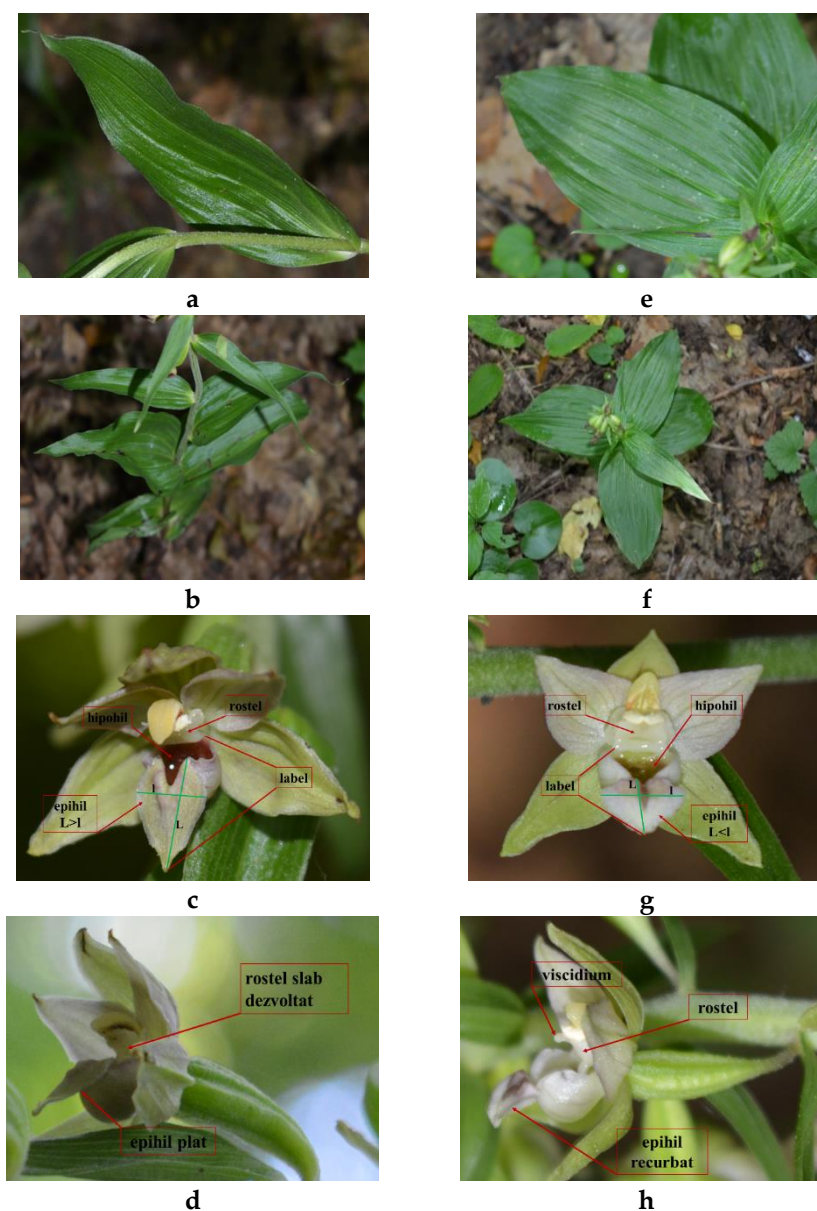 a
e
b
f
hipohil
rostel
label
epihil
L>l
l
L
rostel
hipohil
label
L
l
epihil
L<l
c
g
rostel slab
dezvoltat
epihil plat
viscidium
rostel
epihil
recurbat
d
h